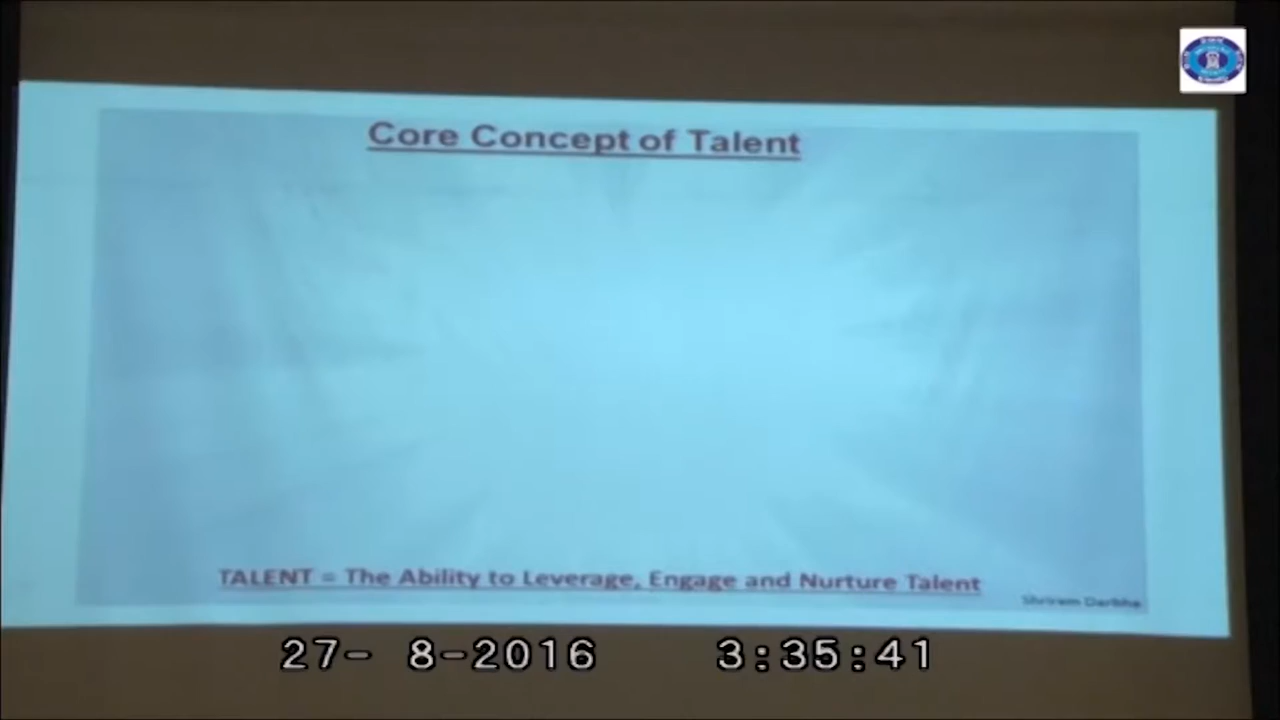 Core Concept of Talent
TALENT = The Ability to Leverage, Engage and Nurture Talent
Shriram Darbha
27- 8-2016 3:35:41